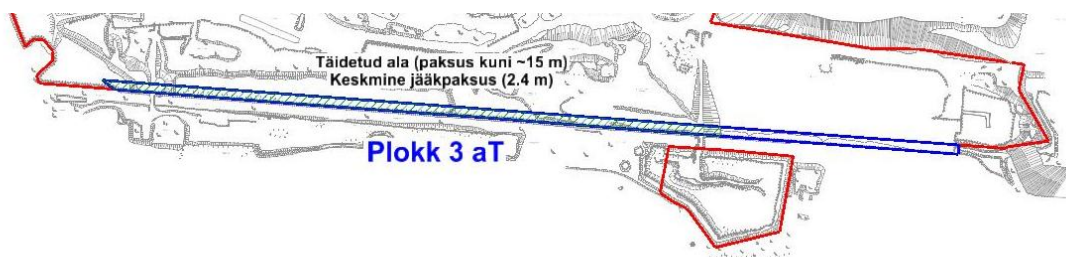 Täidetud ala (paksus kuni ~15 m)
Keskmine jääkpaksus (2,4 m)
Plokk 3 aT